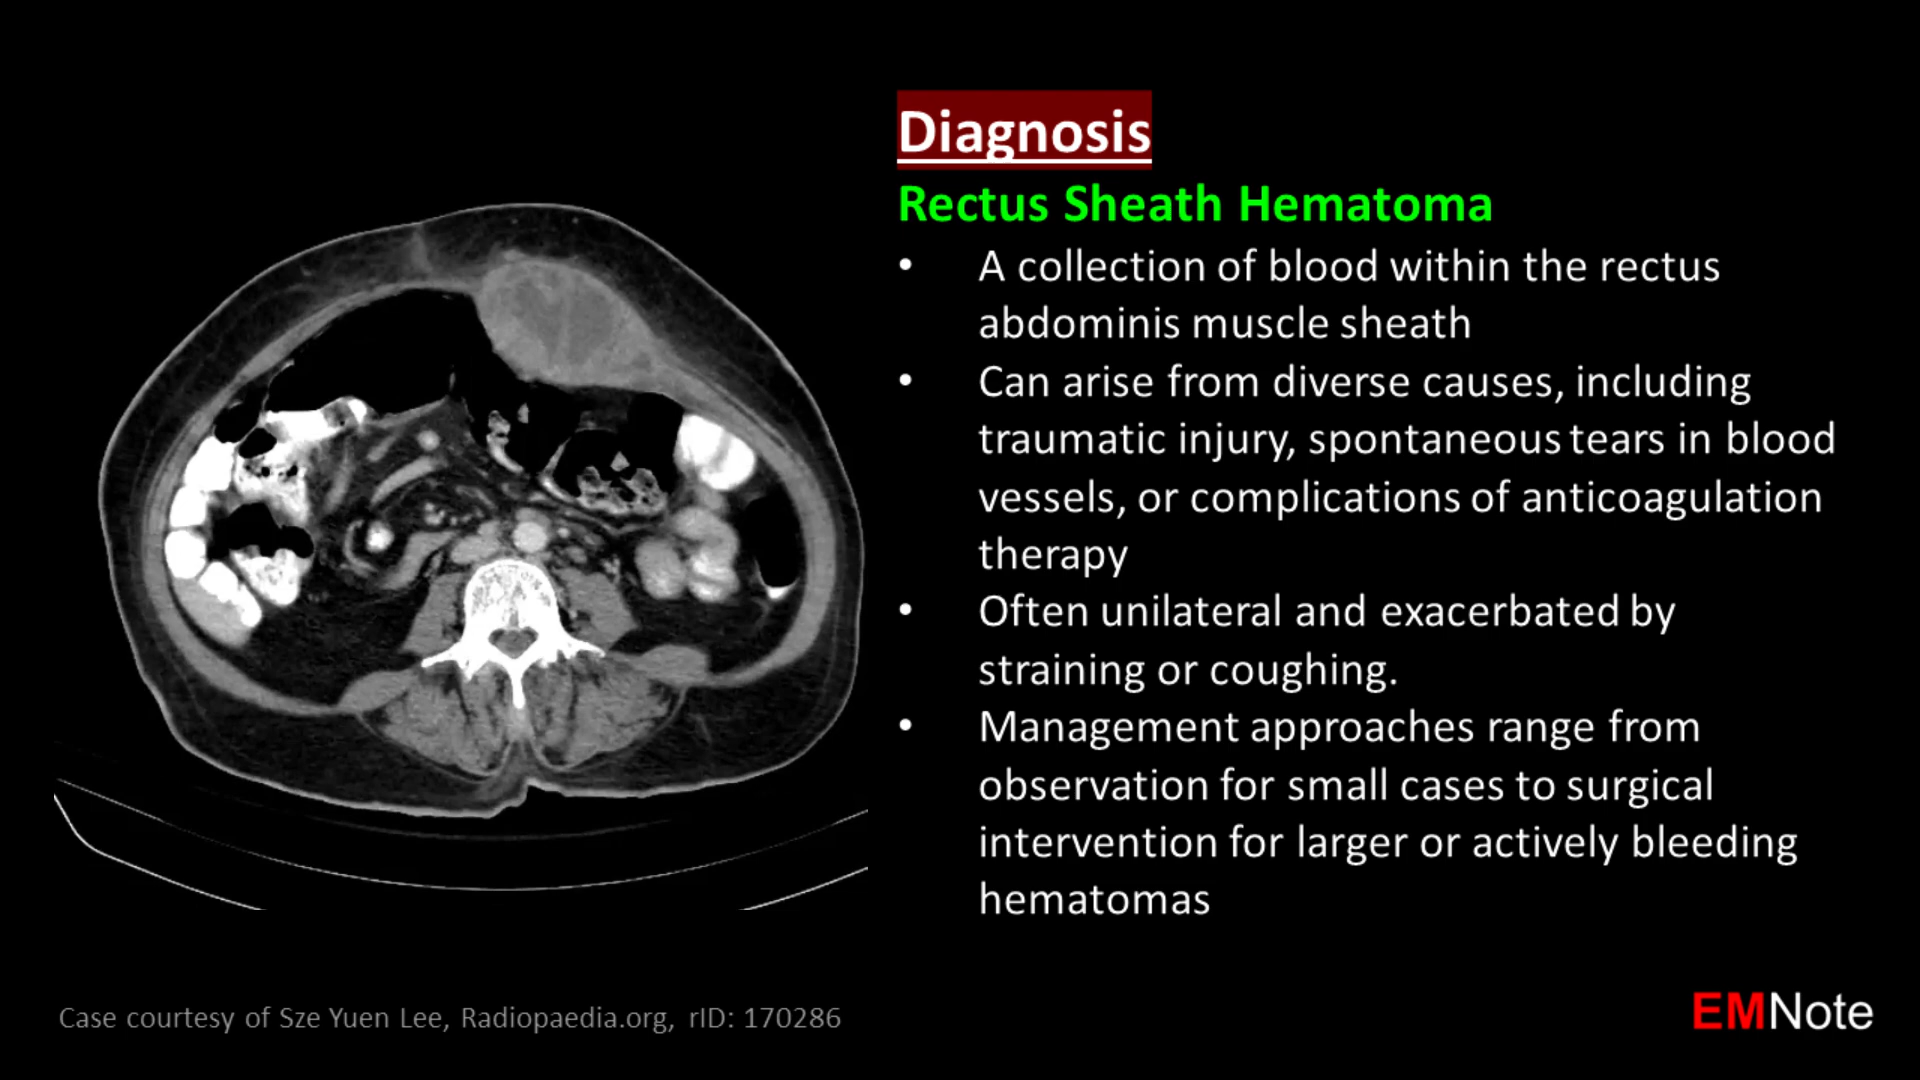 Diagnosis
Rectus Sheath Hematoma
• A collection of blood within the rectus
abdominis muscle sheath
• Can arise from diverse causes, including
traumatic injury, spontaneous tears in blood
vessels, or complications of anticoagulation
therapy
• Often unilateral and exacerbated by
straining or coughing.
• Management approaches range from
observation for small cases to surgical
intervention for larger or actively bleeding
hematomas
Case courtesy of Sze Yuen Lee, Radiopaedia.org, rID: 170286
EMNote